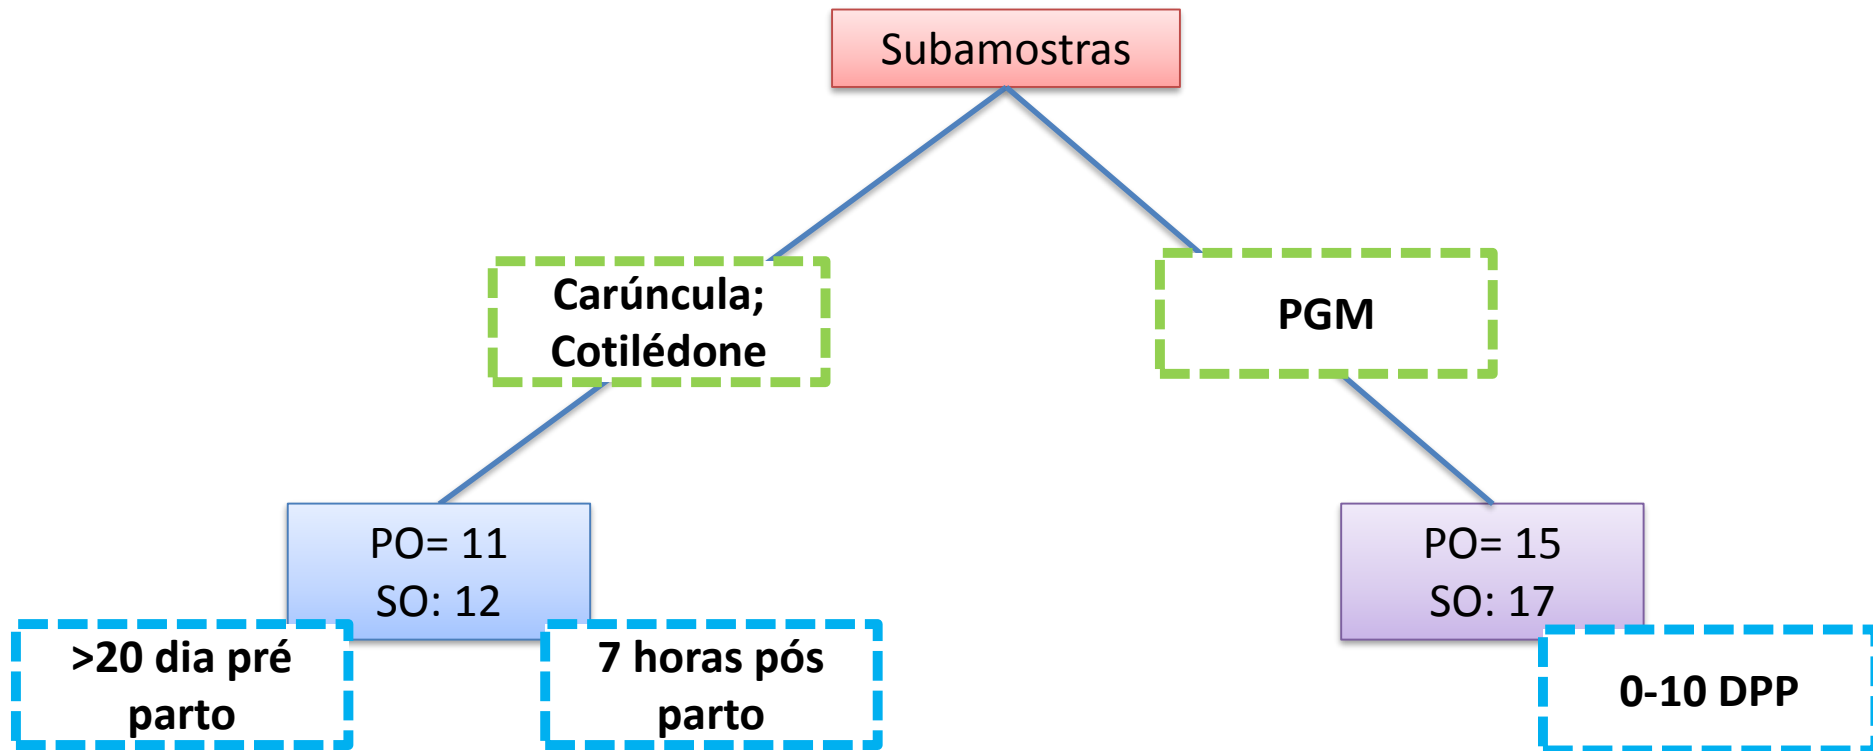 Subamostras
Carúncula;
Cotilédone
PGM
PO= 11
SO: 12
PO= 15
SO: 17
>20 dia pré
parto
7 horas pós
parto
0-10 DPP